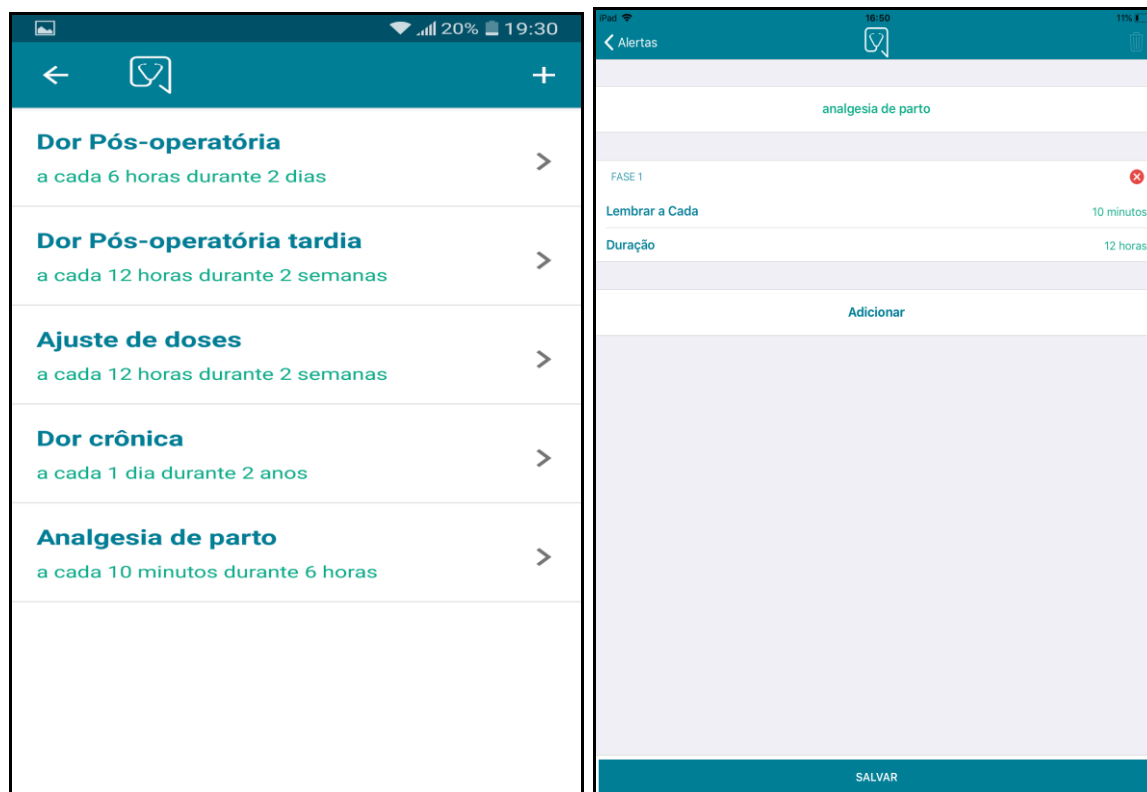 20% 19:30
+
Dor Pós-operatória
a cada 6 horas durante 2 dias
Dor Pós-operatória tardia
a cada 12 horas durante 2 semanas
Ajuste de doses
a cada 12 horas durante 2 semanas
Dor crônica
a cada 1 dia durante 2 anos
Analgesia de parto
a cada 10 minutos durante 6 horas
iPad 16:50 11%
Alertas
analgesia de parto
FASE 1
Lembrar a Cada 10 minutos
Duração 12 horas
Adicionar
SALVAR